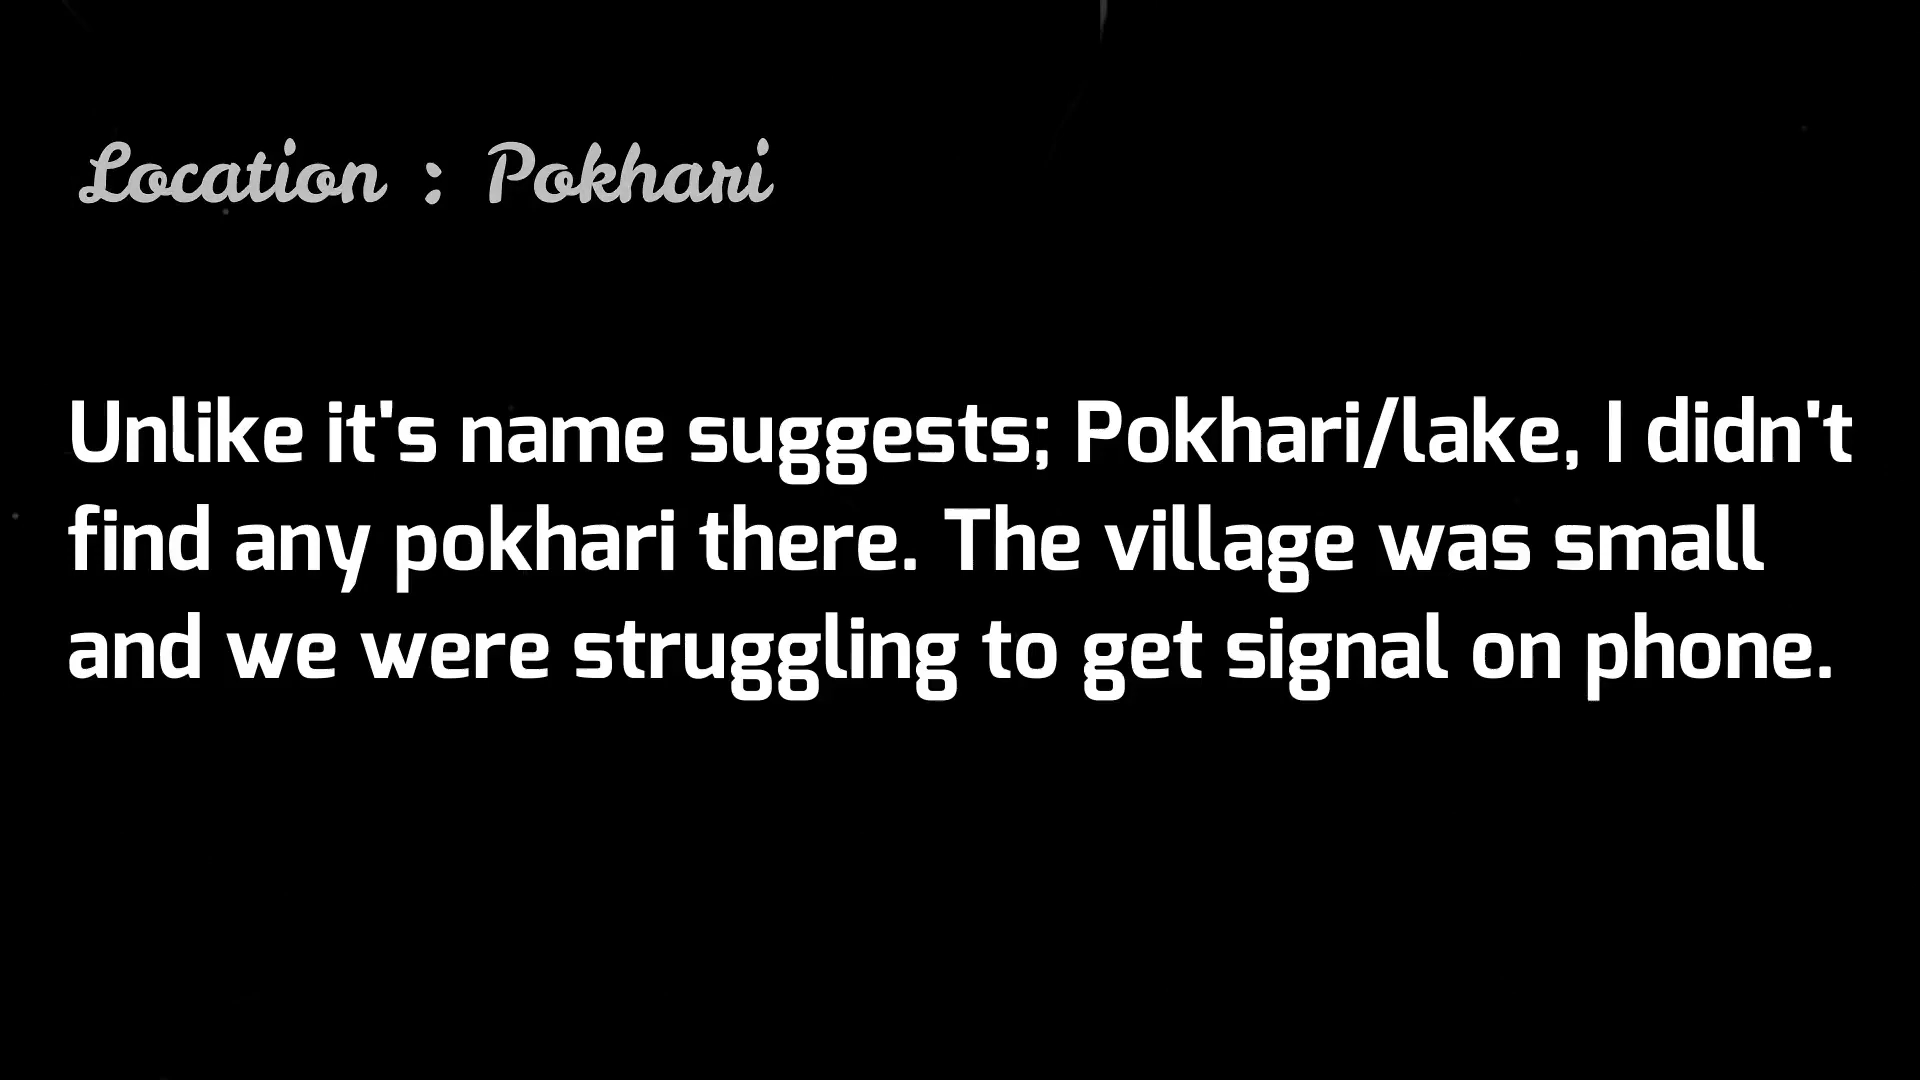 Location : Pokhari
Unlike it's name suggests; Pokhari/lake, I didn't
find any pokhari there. The village was small
and we were struggling to get signal on phone.